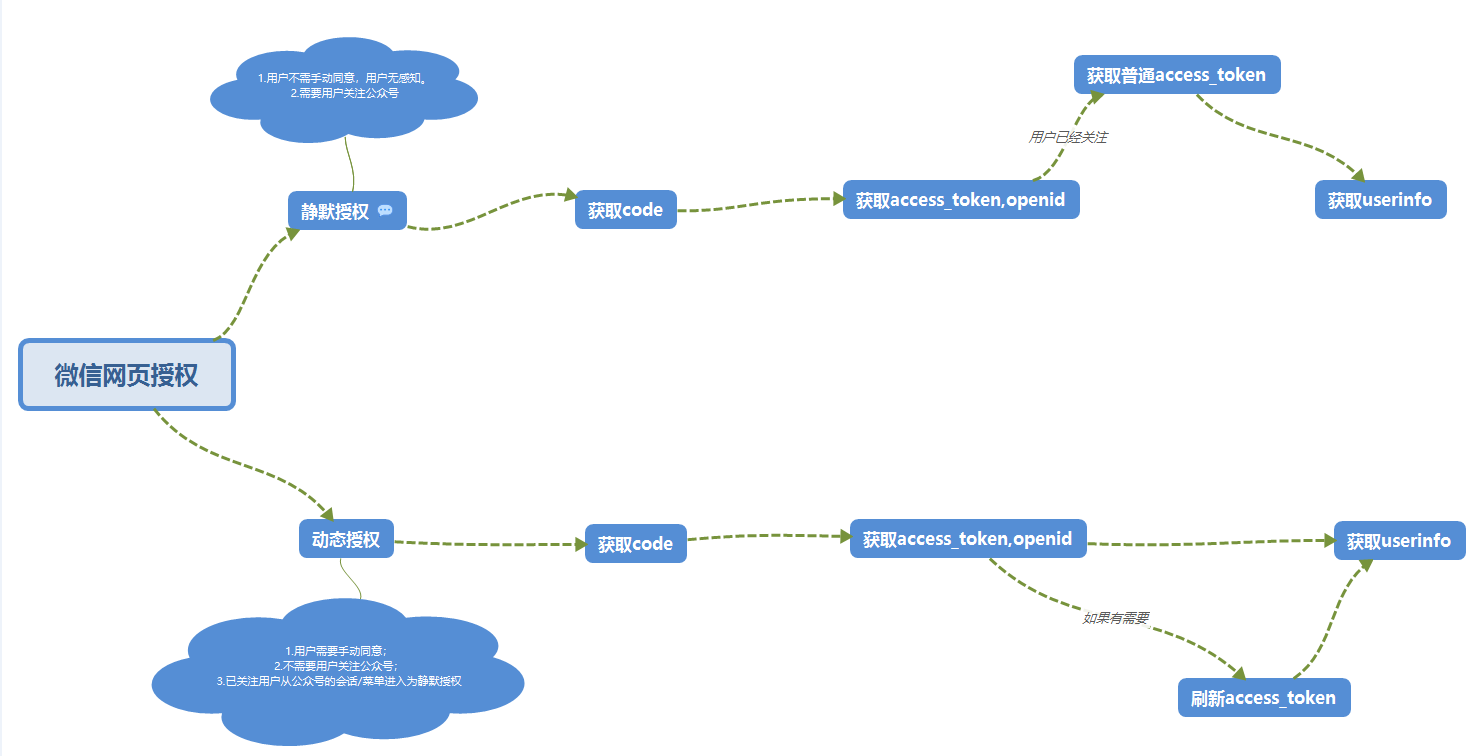 1.用户不需手动同意，用户无感知。
2.需要用户关注公众号
静默授权
获取code
获取access_token,openid
用户已经关注
获取普通access_token
获取userinfo
微信网页授权
动态授权
获取code
获取access_token,openid
获取userinfo
如果有需要
刷新access_token
1.用户需要手动同意；
2.不需要用户关注公众号；
3.已关注用户从公众号的会话/菜单进入为静默授权